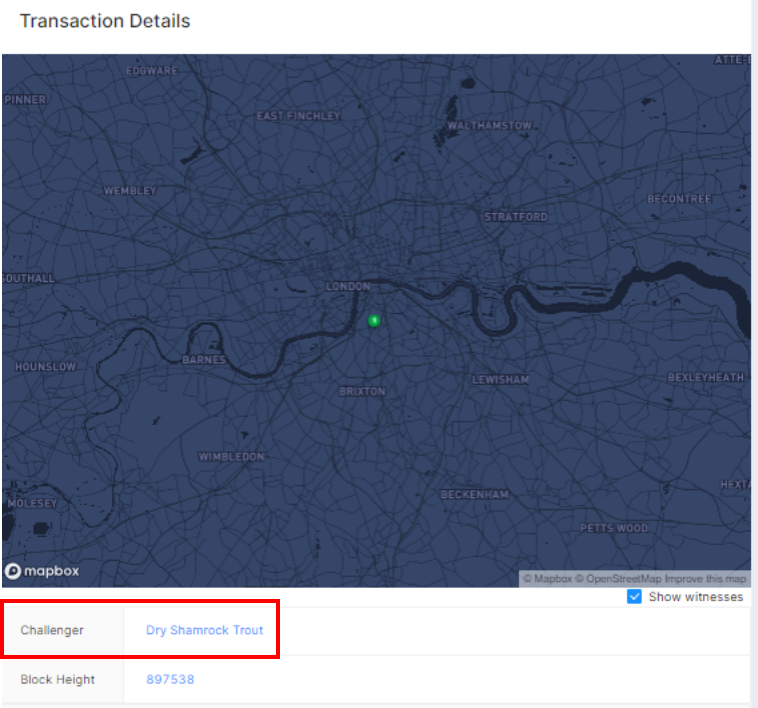 Transaction Details
EDGWARE
ATTE-B
PINNER
EAST FINCHLEY
WALTHAMSTOW
WEMBLEY
BECONTREE
STRATFORD
SOUTHALL
LONDON
9
BARNES
HOUNSLOW
LEWISHAM
BEXLEYHEATH
BRIXTON
WIMBLEDON
HEXTA
BECKENHAM
MOLESEY
PETTS WOOD
mapbox
© Mapbox © OpenStreetMap Improve this map
Show witnesses
Challenger Dry Shamrock Trout
Block Height 897538